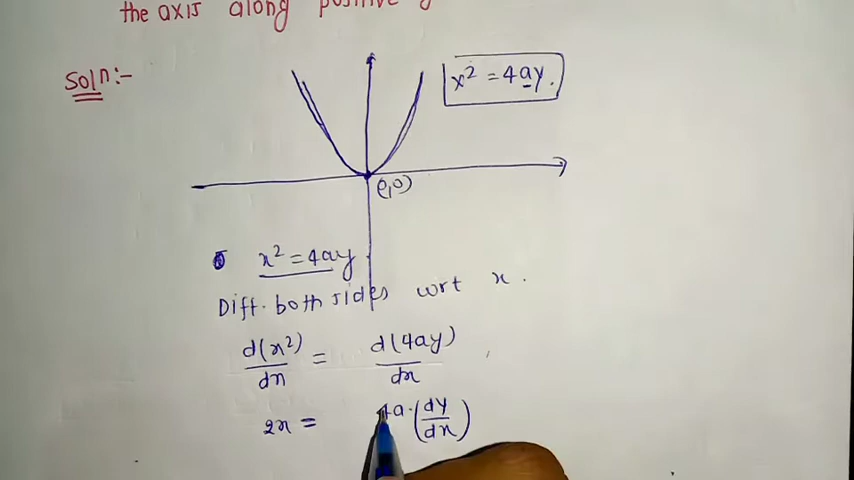 the axis along positive y
Soln:-
x² = 4ay.
(0,0)
x² = 4ay.
Diff. both sides wrt x.
d(x²)/dx = d(4ay)/dx
2x = 4a·(dy/dx)